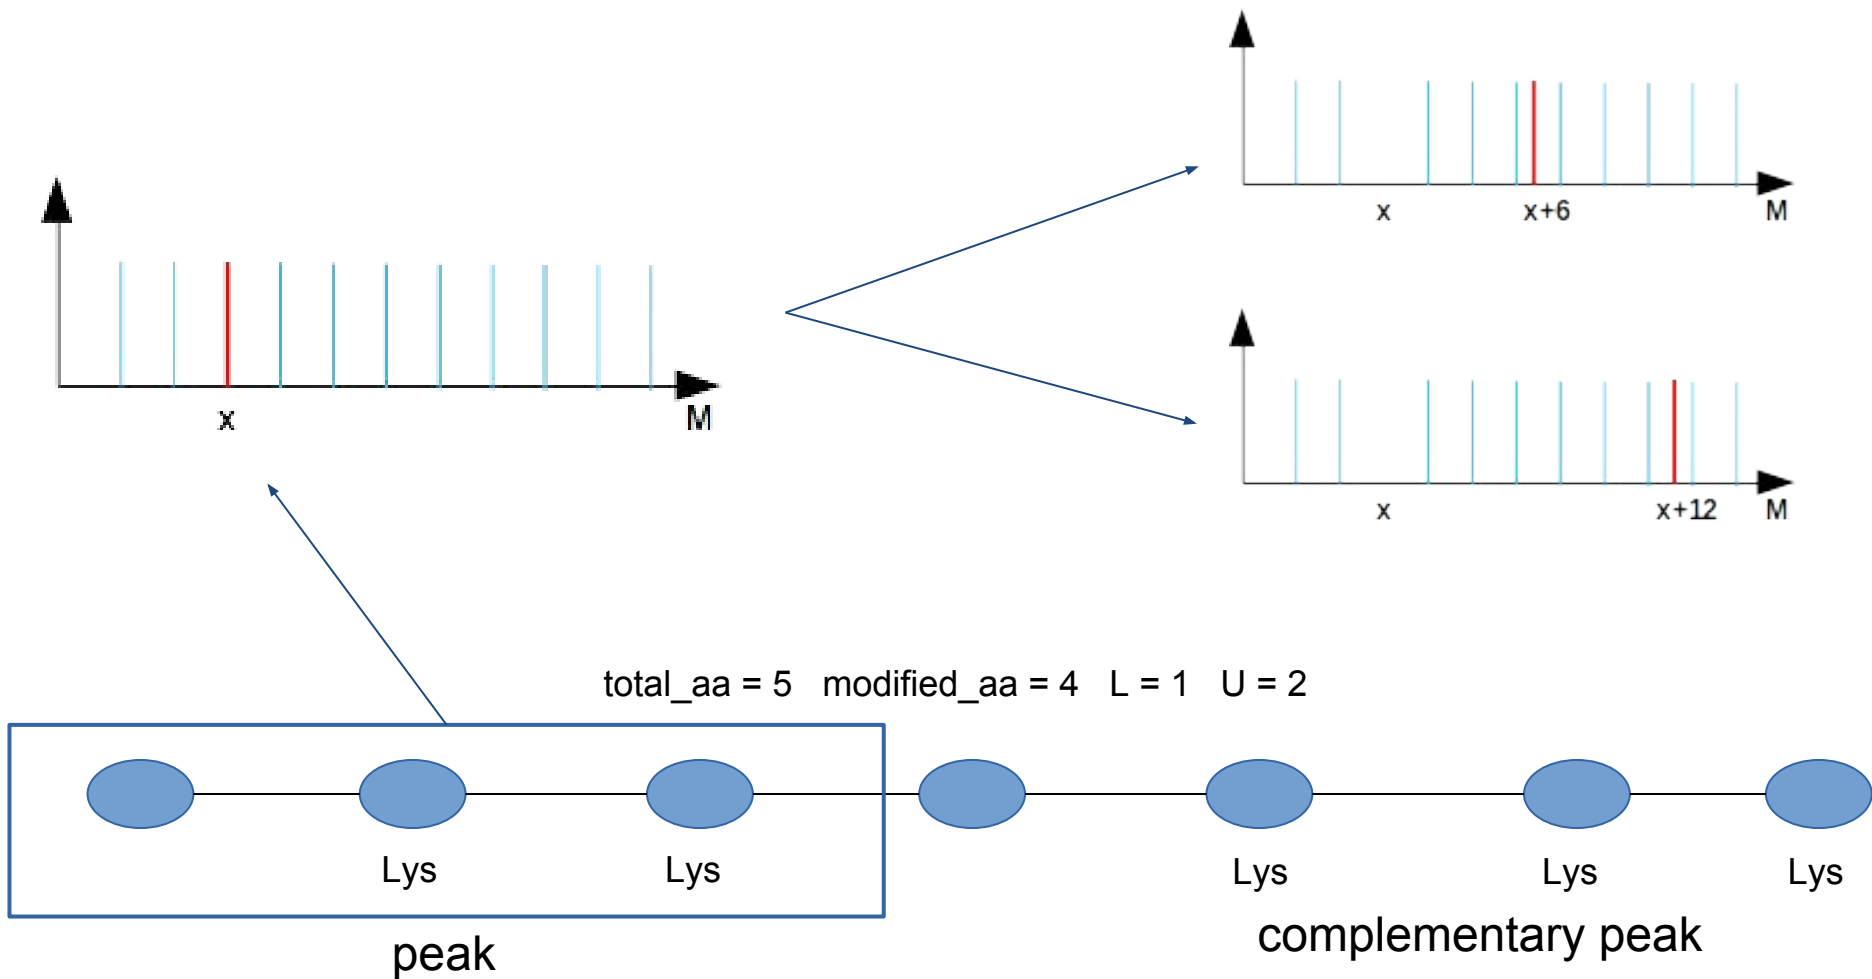 x
M
x
x+6
M
x
x+12
M
total_aa = 5 modified_aa = 4 L = 1 U = 2
Lys
Lys
Lys
Lys
Lys
peak
complementary peak